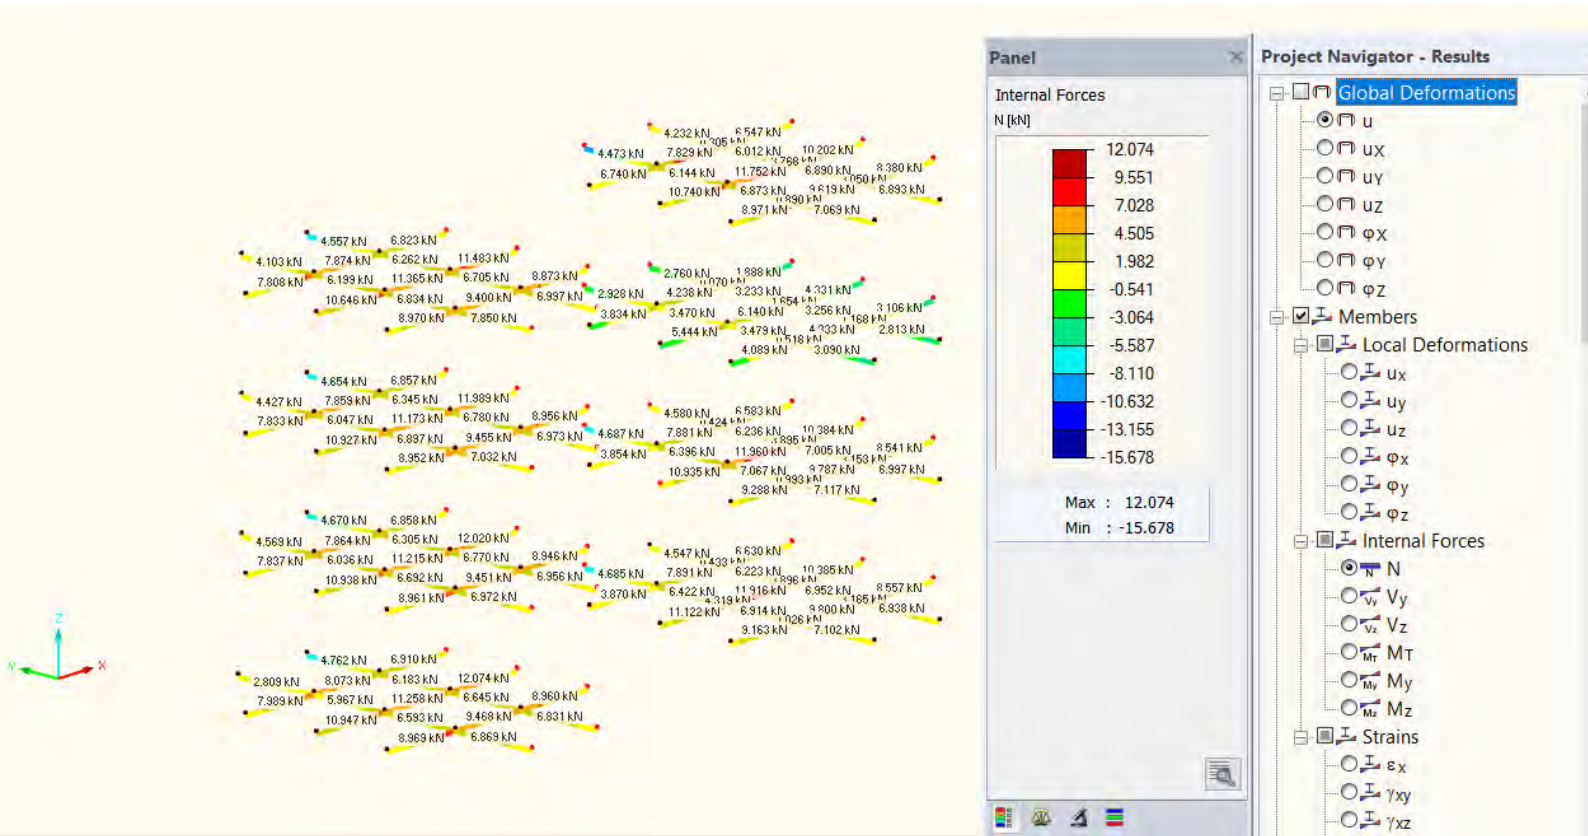 Panel
Internal Forces
N [kN]
12.074
9.551
7.028
4.505
1.982
-0.541
-3.064
-5.587
-8.110
-10.632
-13.155
-15.678
Max : 12.074
Min : -15.678
Project Navigator - Results
Global Deformations
u
uX
uY
uZ
φX
φY
φZ
Members
Local Deformations
ux
uy
uz
φx
φy
φz
Internal Forces
N N
Vy Vy
Vz Vz
MT MT
My My
Mz Mz
Strains
εx
γxy
γxz
4.232 kN 6.547 kN
4.473 kN 7.829 kN 6.012 kN 10.202 kN
6.740 kN 6.144 kN 11.752 kN 6.890 kN 8.380 kN
10.740 kN 6.873 kN 9.619 kN 6.893 kN
8.971 kN 7.069 kN
4.557 kN 6.823 kN
4.103 kN 7.874 kN 6.262 kN 11.483 kN
7.808 kN 6.199 kN 11.365 kN 6.705 kN 8.873 kN
10.646 kN 6.834 kN 9.400 kN 6.997 kN
8.970 kN 7.850 kN
2.760 kN 1.888 kN
2.928 kN 4.238 kN 3.233 kN 4.331 kN
3.834 kN 3.470 kN 6.140 kN 3.256 kN 3.106 kN
5.444 kN 3.479 kN 4.333 kN 2.813 kN
4.089 kN 3.090 kN
4.654 kN 6.857 kN
4.427 kN 7.859 kN 6.345 kN 11.989 kN
7.833 kN 6.047 kN 11.173 kN 6.780 kN 8.956 kN
10.927 kN 6.897 kN 9.455 kN 6.973 kN
8.952 kN 7.032 kN
4.580 kN 6.583 kN
4.687 kN 7.881 kN 6.236 kN 10.384 kN
3.854 kN 6.396 kN 11.960 kN 7.005 kN 8.541 kN
10.935 kN 7.067 kN 9.787 kN 6.997 kN
9.288 kN 7.117 kN
4.670 kN 6.858 kN
4.569 kN 7.864 kN 6.305 kN 12.020 kN
7.837 kN 6.036 kN 11.215 kN 6.770 kN 8.946 kN
10.938 kN 6.692 kN 9.451 kN 6.956 kN
8.961 kN 6.972 kN
4.547 kN 6.630 kN
4.685 kN 7.891 kN 6.223 kN 10.385 kN
3.870 kN 6.422 kN 11.916 kN 6.952 kN 8.557 kN
11.122 kN 6.914 kN 9.800 kN 6.938 kN
9.163 kN 7.102 kN
4.762 kN 6.910 kN
2.809 kN 8.073 kN 6.183 kN 12.074 kN
7.989 kN 5.967 kN 11.258 kN 6.645 kN 8.960 kN
10.947 kN 6.593 kN 9.468 kN 6.831 kN
8.969 kN 6.869 kN
Z
Y
X